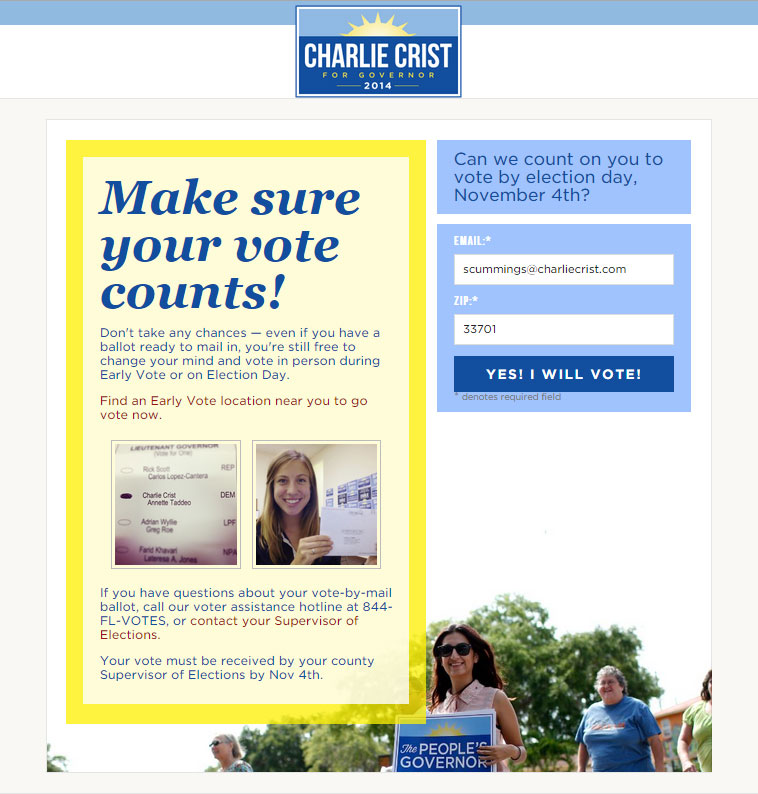 CHARLIE CRIST
FOR GOVERNOR
2014
Make sure
your vote
counts!
Don't take any chances — even if you have a
ballot ready to mail in, you're still free to
change your mind and vote in person during
Early Vote or on Election Day.
Find an Early Vote location near you to go
vote now.
LIEUTENANT GOVERNOR
(Vote for One)
Rick Scott REP
Carlos Lopez-Cantera
Charlie Crist DEM
Annette Taddeo
Adrian Wyllie LPF
Greg Roe
Farid Khavari NPA
Lateresa A. Jones
If you have questions about your vote-by-mail
ballot, call our voter assistance hotline at 844-
FL-VOTES, or contact your Supervisor of
Elections.
Your vote must be received by your county
Supervisor of Elections by Nov 4th.
Can we count on you to
vote by election day,
November 4th?
EMAIL:*
scummings@charliecrist.com
ZIP:*
33701
YES! I WILL VOTE!
* denotes required field
The PEOPLE'S
GOVERNOR